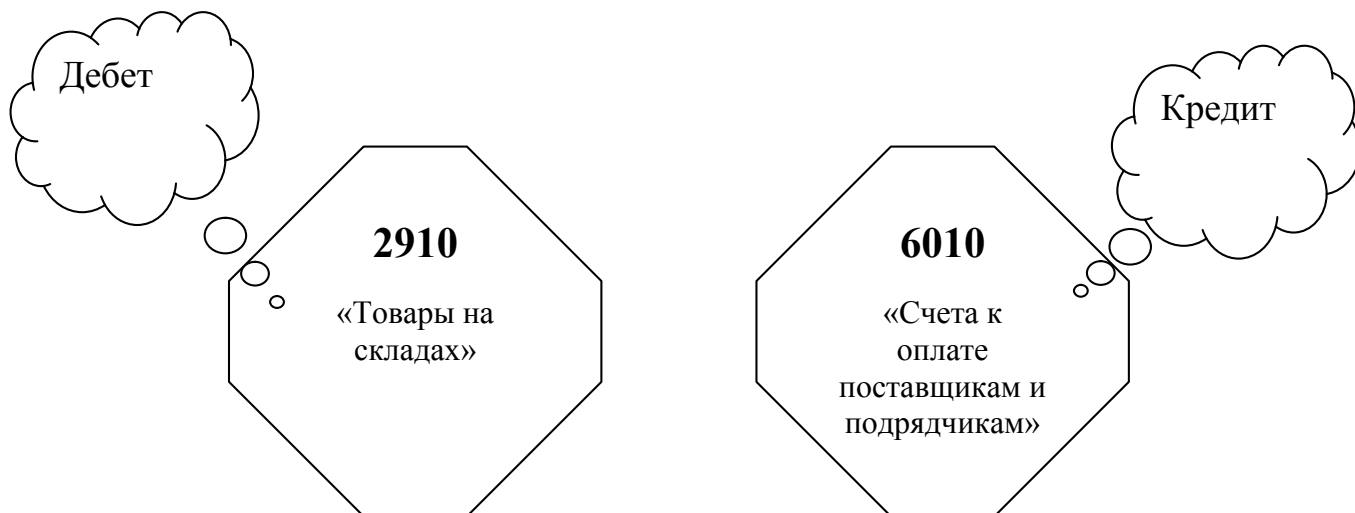 Дебет
Кредит
2910
«Товары на
складах»
6010
«Счета к
оплате
поставщикам и
подрядчикам»